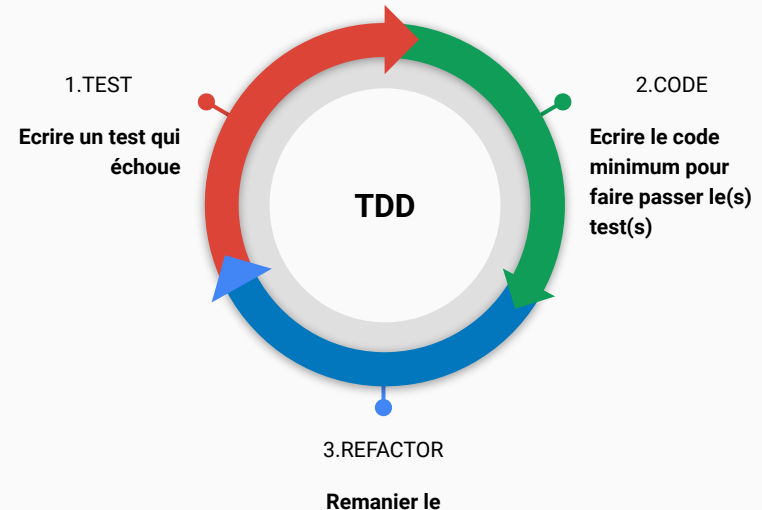 1.TEST
Ecrire un test qui
échoue
TDD
2.CODE
Ecrire le code
minimum pour
faire passer le(s)
test(s)
3.REFACTOR
Remanier le